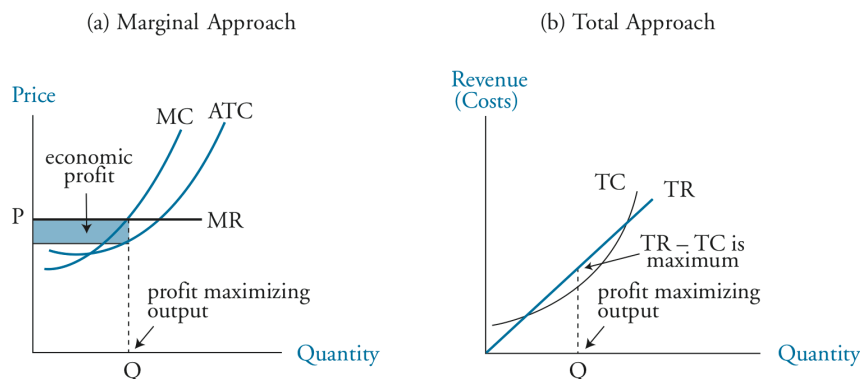 (a) Marginal Approach
Price
MC
ATC
economic
profit
P
MR
profit maximizing
output
Quantity
Q
(b) Total Approach
Revenue
(Costs)
TC
TR
TR – TC is
maximum
profit maximizing
output
Quantity
Q